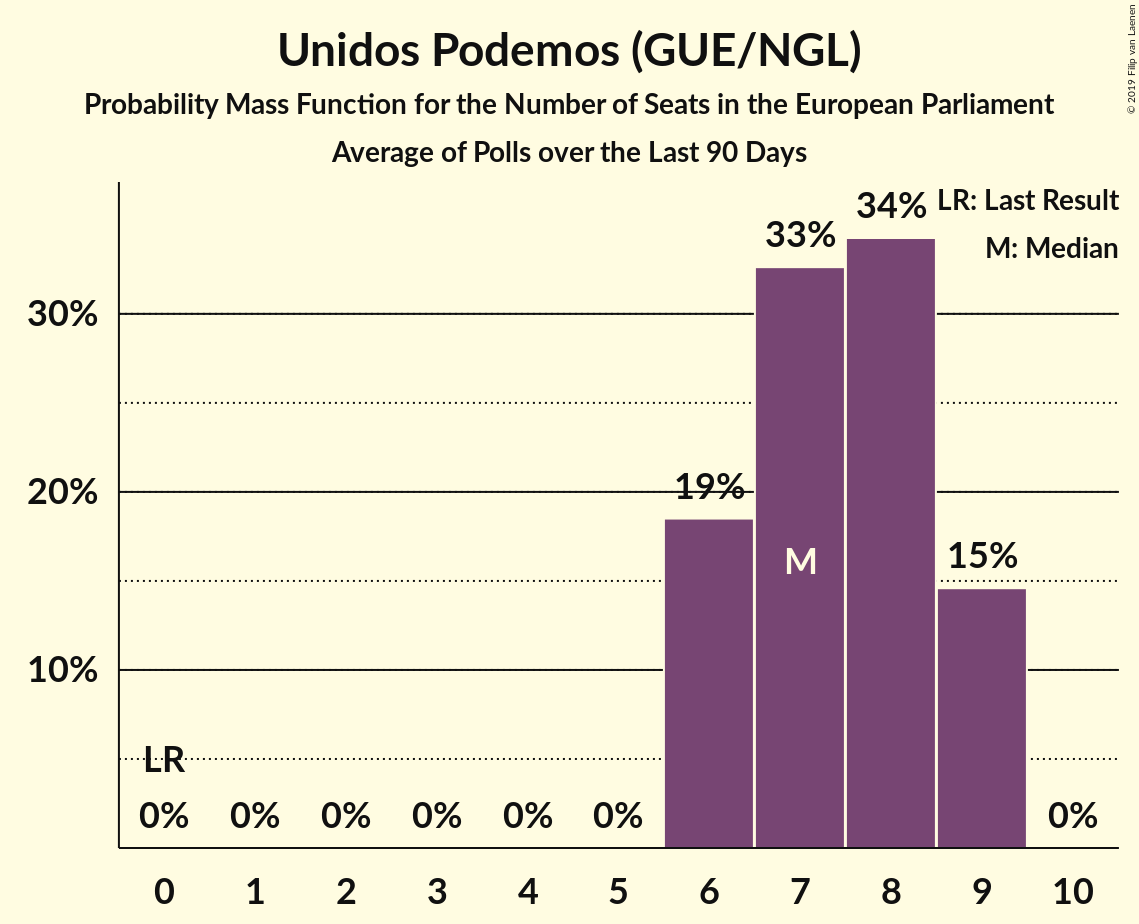 Unidos Podemos (GUE/NGL)
Probability Mass Function for the Number of Seats in the European Parliament
Average of Polls over the Last 90 Days
© 2019 Filip van Laenen
LR: Last Result
M: Median
34%
33%
30%
20%
19%
M
15%
10%
LR
0% 0% 0% 0% 0% 0% 0%
0 1 2 3 4 5 6 7 8 9 10